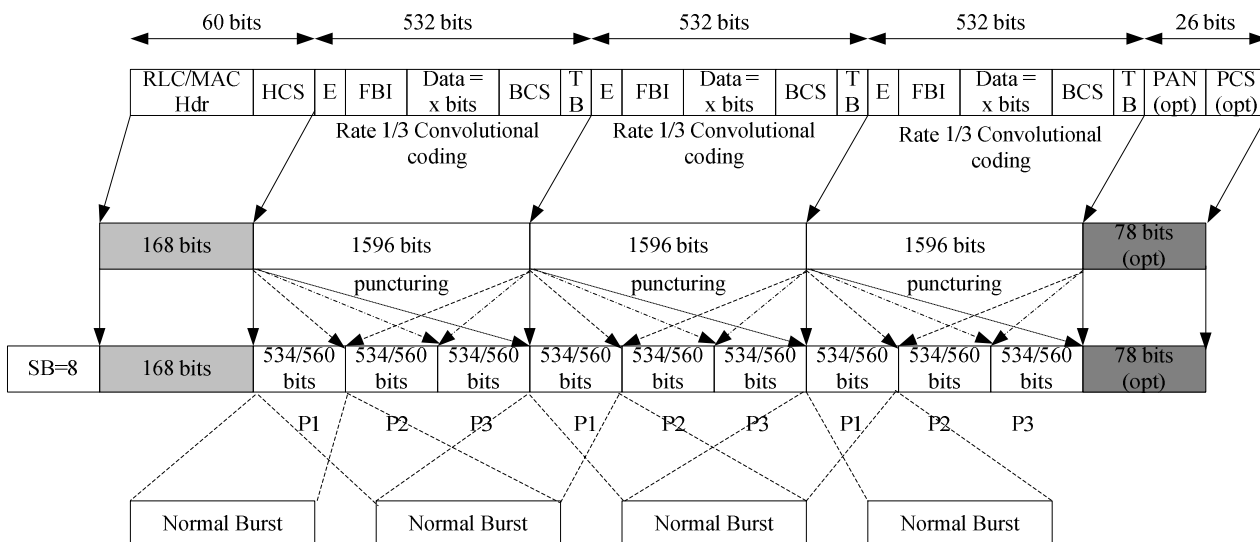 60 bits 532 bits 532 bits 532 bits 26 bits
RLC/MAC Hdr HCS E FBI Data = x bits BCS T B E FBI Data = x bits BCS T B E FBI Data = x bits BCS T B PAN (opt) PCS (opt)
Rate 1/3 Convolutional coding
Rate 1/3 Convolutional coding
Rate 1/3 Convolutional coding
168 bits 1596 bits 1596 bits 1596 bits 78 bits (opt)
puncturing puncturing puncturing
SB=8 168 bits 534/560 bits 534/560 bits 534/560 bits 534/560 bits 534/560 bits 534/560 bits 534/560 bits 534/560 bits 534/560 bits 78 bits (opt)
P1 P2 P3 P1 P2 P3 P1 P2 P3
Normal Burst Normal Burst Normal Burst Normal Burst